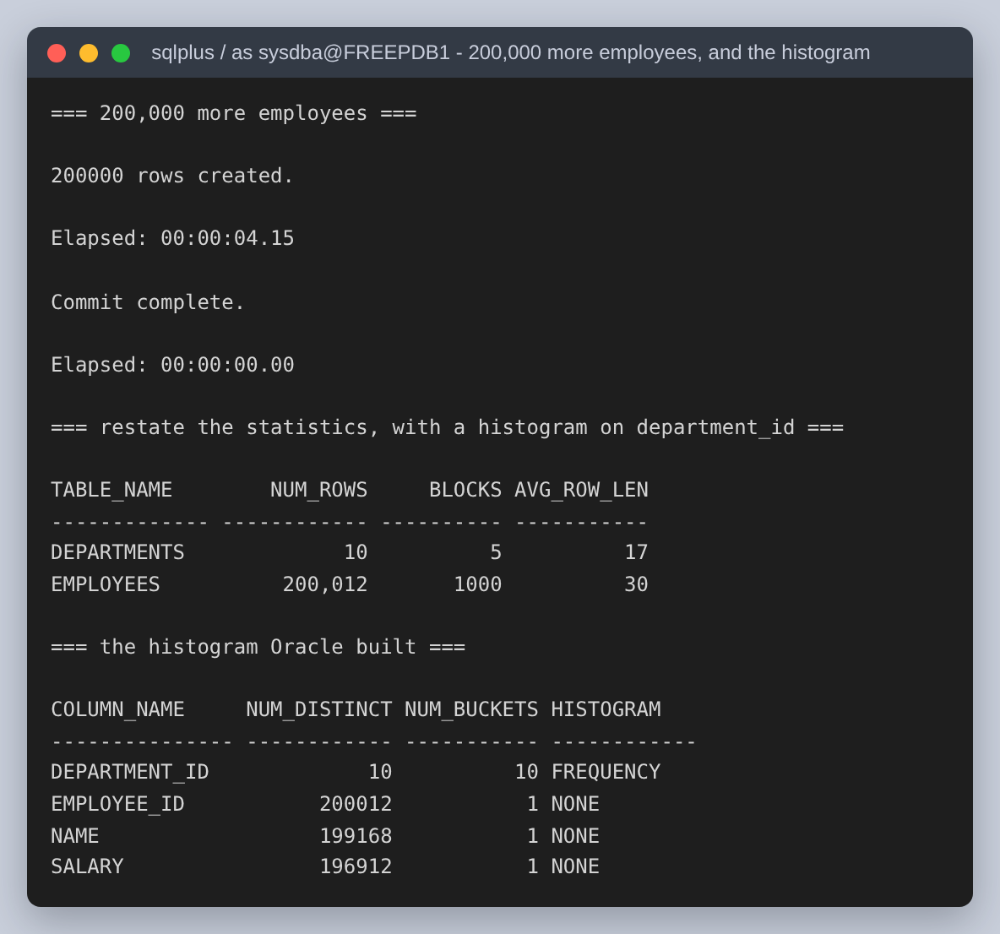 sqlplus / as sysdba@FREEPDB1 - 200,000 more employees, and the histogram
=== 200,000 more employees ===
200000 rows created.
Elapsed: 00:00:04.15
Commit complete.
Elapsed: 00:00:00.00
=== restate the statistics, with a histogram on department_id ===
TABLE_NAME        NUM_ROWS     BLOCKS AVG_ROW_LEN
------------- ------------ ---------- -----------
DEPARTMENTS             10          5          17
EMPLOYEES          200,012       1000          30
=== the histogram Oracle built ===
COLUMN_NAME     NUM_DISTINCT NUM_BUCKETS HISTOGRAM
--------------- ------------ ----------- ------------
DEPARTMENT_ID             10          10 FREQUENCY
EMPLOYEE_ID           200012           1 NONE
NAME                  199168           1 NONE
SALARY                196912           1 NONE